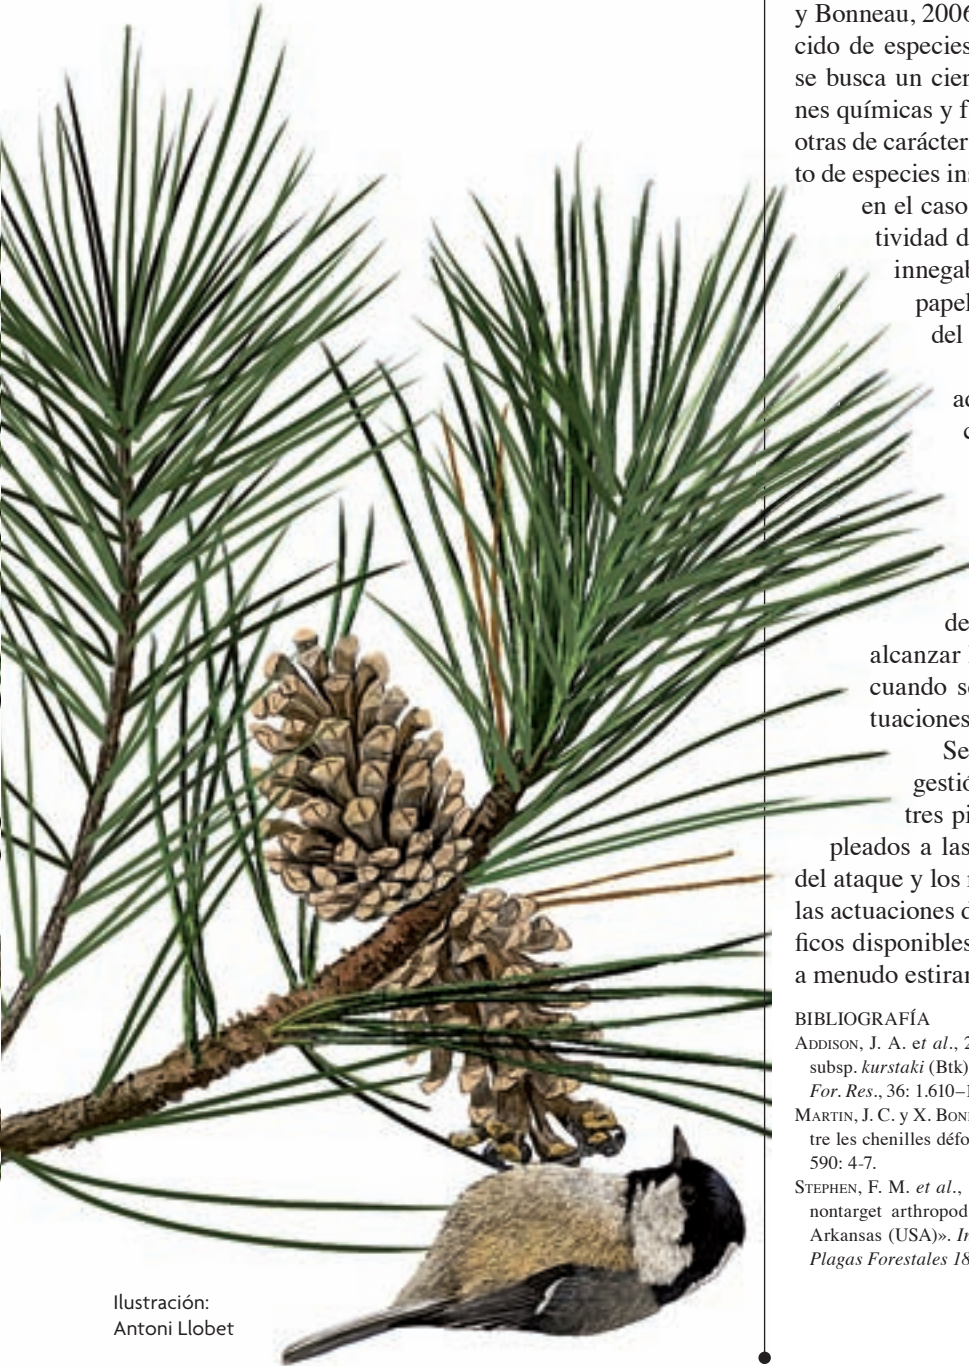 y Bonneau, 2006
cido de especies
se busca un cier
nes químicas y f
otras de carácter
to de especies ins
en el caso
tividad d
innegab
papel
del
ac
c
de
alcanzar
cuando se
tuaciones
Se
gestió
tres pi
pleados a las
del ataque y los
las actuaciones d
ficos disponibles
a menudo estirar
BIBLIOGRAFÍA
ADDISON, J. A. et al., 2
subsp. kurstaki (Btk)
For. Res., 36: 1.610–1
MARTIN, J. C. y X. BON
tre les chenilles défo
590: 4-7.
STEPHEN, F. M. et al.,
nontarget arthropod
Arkansas (USA)». In
Plagas Forestales 18
Ilustración:
Antoni Llobet